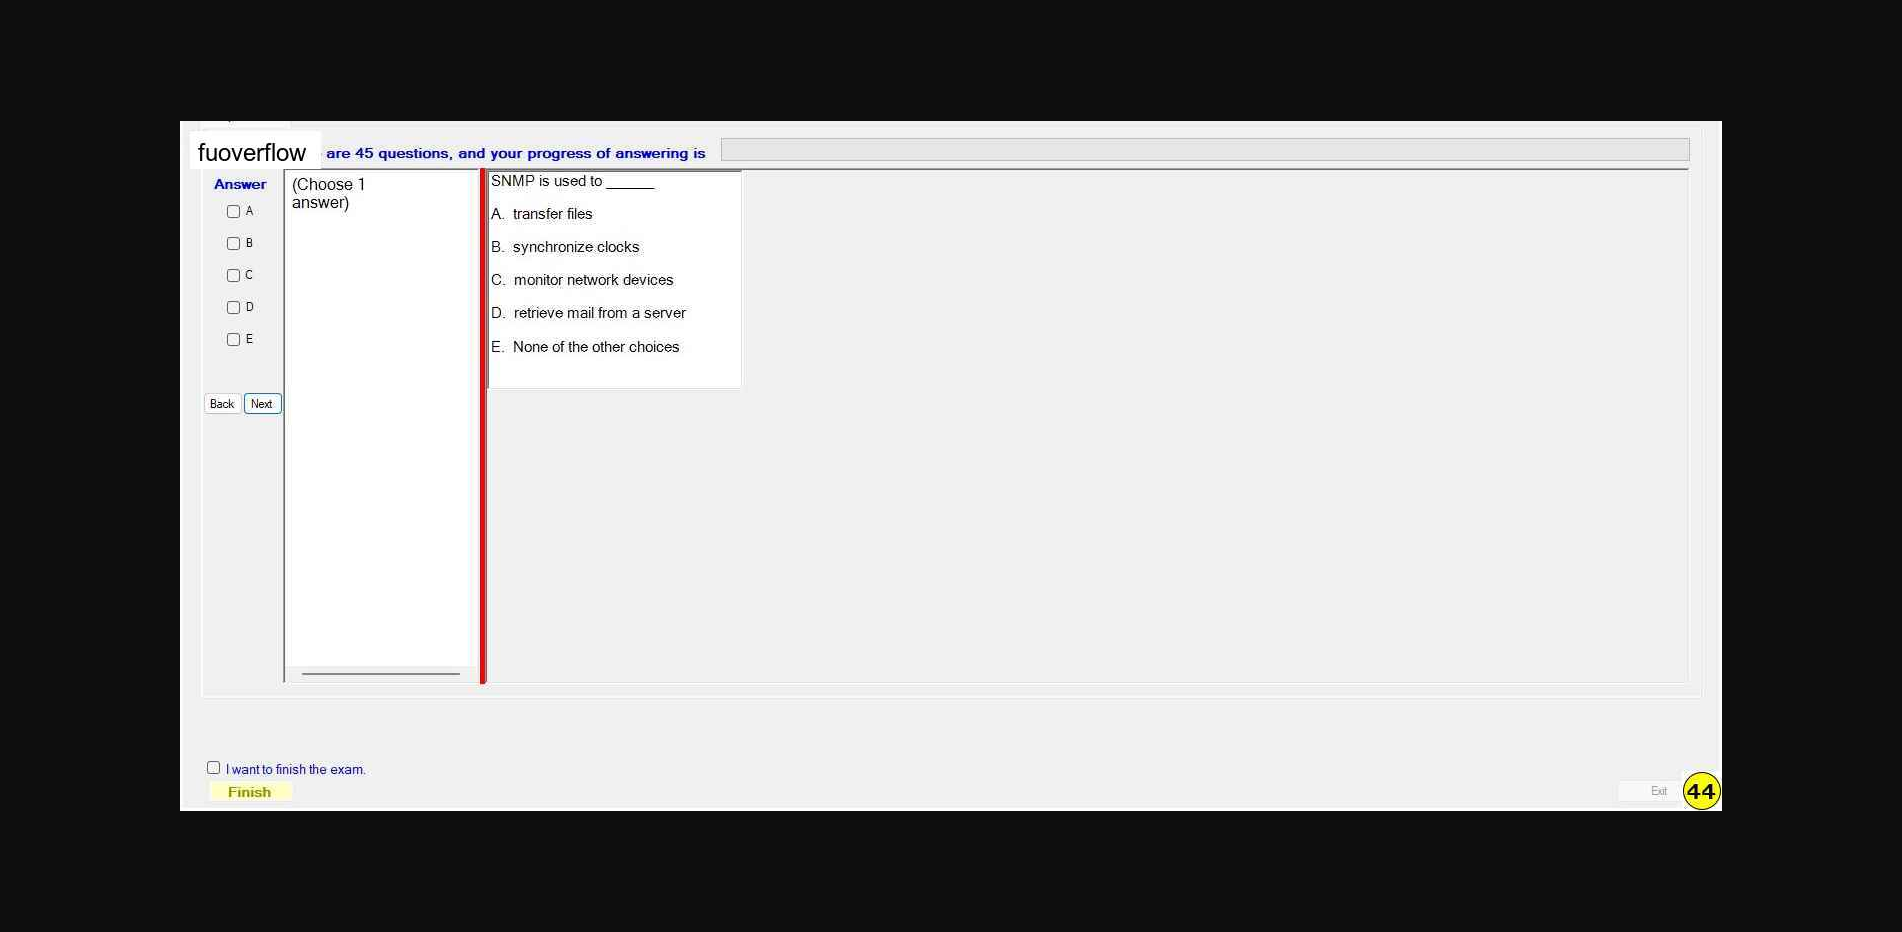 fuoverflow are 45 questions, and your progress of answering is
Answer
A
B
C
D
E
Back Next
(Choose 1
answer)
SNMP is used to ______
A. transfer files
B. synchronize clocks
C. monitor network devices
D. retrieve mail from a server
E. None of the other choices
I want to finish the exam.
Finish
Exit 44